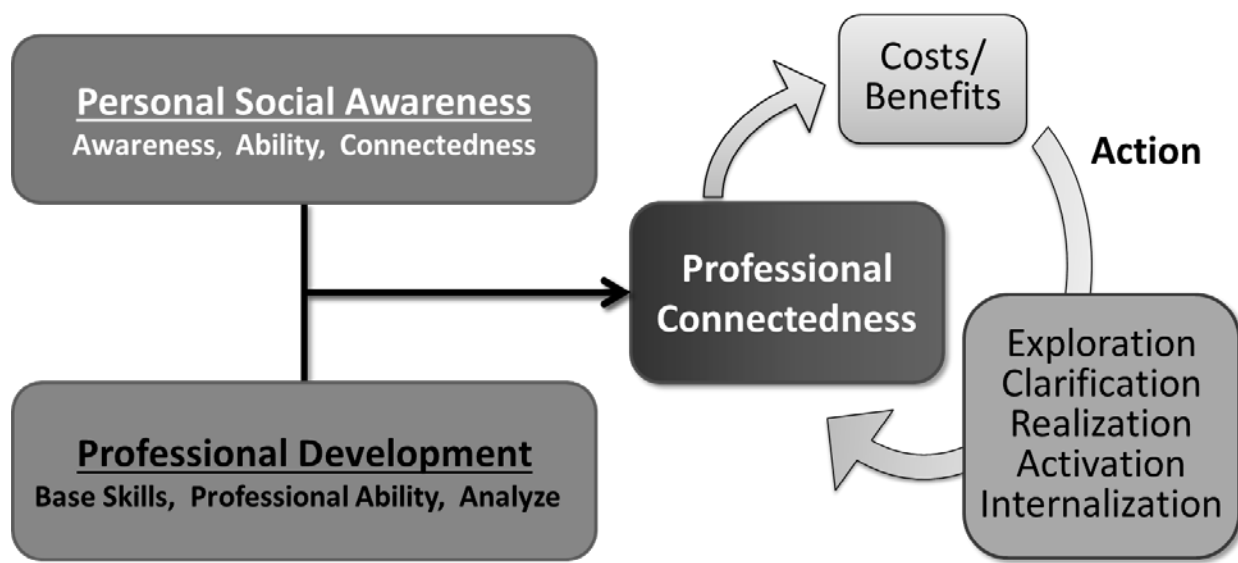 Personal Social Awareness
Awareness, Ability, Connectedness
Costs/
Benefits
Action
Professional
Connectedness
Exploration
Clarification
Realization
Activation
Internalization
Professional Development
Base Skills, Professional Ability, Analyze